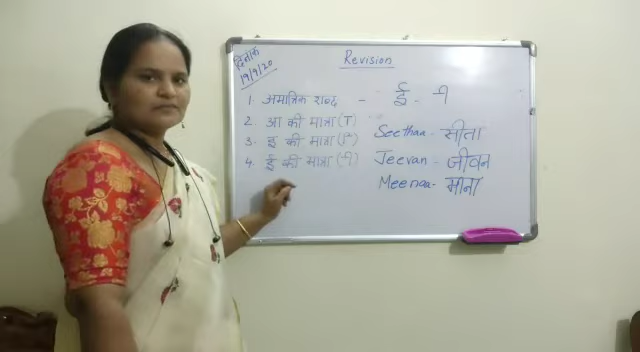 दिनांक
19/9/20
Revision
1. अमात्रिक शब्द - ई - ी
2. आ की मात्रा (ा)
3. इ की मात्रा (ि)
4. ई की मात्रा (ी)
Seethaa - सीता
Jeevan - जीवन
Meenaa - मीना